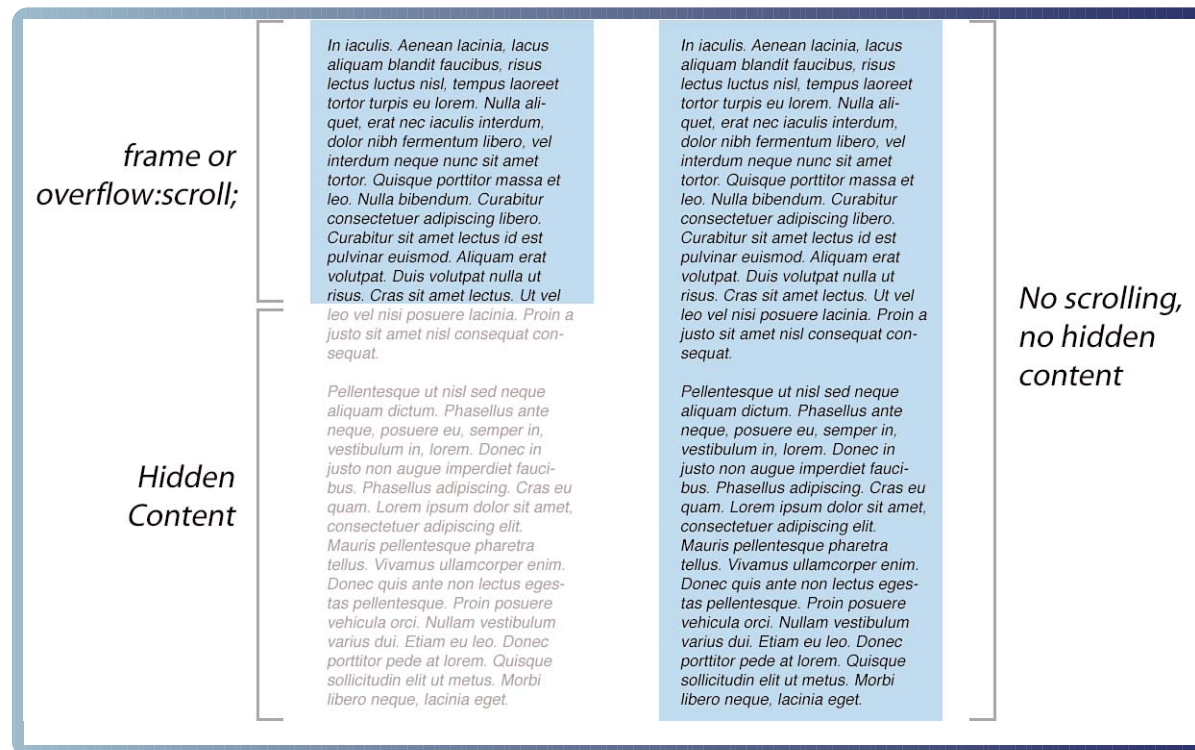 frame or
overflow:scroll;
Hidden
Content
In iaculis. Aenean lacinia, lacus
aliquam blandit faucibus, risus
lectus luctus nisl, tempus laoreet
tortor turpis eu lorem. Nulla ali-
quet, erat nec iaculis interdum,
dolor nibh fermentum libero, vel
interdum neque nunc sit amet
tortor. Quisque porttitor massa et
leo. Nulla bibendum. Curabitur
consectetuer adipiscing libero.
Curabitur sit amet lectus id est
pulvinar euismod. Aliquam erat
volutpat. Duis volutpat nulla ut
risus. Cras sit amet lectus. Ut vel
leo vel nisi posuere lacinia. Proin a
justo sit amet nisl consequat con-
sequat.
Pellentesque ut nisl sed neque
aliquam dictum. Phasellus ante
neque, posuere eu, semper in,
vestibulum in, lorem. Donec in
justo non augue imperdiet fauci-
bus. Phasellus adipiscing. Cras eu
quam. Lorem ipsum dolor sit amet,
consectetuer adipiscing elit.
Mauris pellentesque pharetra
tellus. Vivamus ullamcorper enim.
Donec quis ante non lectus eges-
tas pellentesque. Proin posuere
vehicula orci. Nullam vestibulum
varius dui. Etiam eu leo. Donec
porttitor pede at lorem. Quisque
sollicitudin elit ut metus. Morbi
libero neque, lacinia eget.
In iaculis. Aenean lacinia, lacus
aliquam blandit faucibus, risus
lectus luctus nisl, tempus laoreet
tortor turpis eu lorem. Nulla ali-
quet, erat nec iaculis interdum,
dolor nibh fermentum libero, vel
interdum neque nunc sit amet
tortor. Quisque porttitor massa et
leo. Nulla bibendum. Curabitur
consectetuer adipiscing libero.
Curabitur sit amet lectus id est
pulvinar euismod. Aliquam erat
volutpat. Duis volutpat nulla ut
risus. Cras sit amet lectus. Ut vel
leo vel nisi posuere lacinia. Proin a
justo sit amet nisl consequat con-
sequat.
Pellentesque ut nisl sed neque
aliquam dictum. Phasellus ante
neque, posuere eu, semper in,
vestibulum in, lorem. Donec in
justo non augue imperdiet fauci-
bus. Phasellus adipiscing. Cras eu
quam. Lorem ipsum dolor sit amet,
consectetuer adipiscing elit.
Mauris pellentesque pharetra
tellus. Vivamus ullamcorper enim.
Donec quis ante non lectus eges-
tas pellentesque. Proin posuere
vehicula orci. Nullam vestibulum
varius dui. Etiam eu leo. Donec
porttitor pede at lorem. Quisque
sollicitudin elit ut metus. Morbi
libero neque, lacinia eget.
No scrolling,
no hidden
content